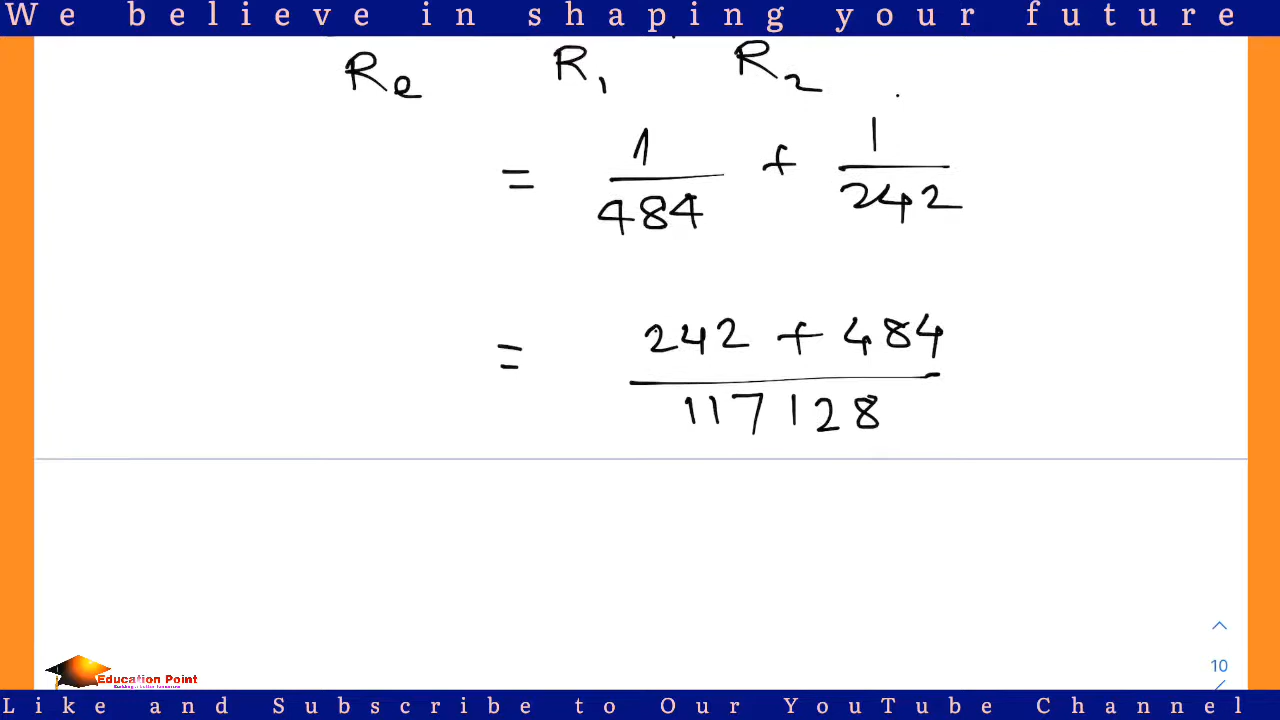 We believe in shaping your future
Re R1 R2
= 1/484 + 1/242
= 242 + 484 / 117128
10
Education Point
Like and Subscribe to Our YouTube Channel